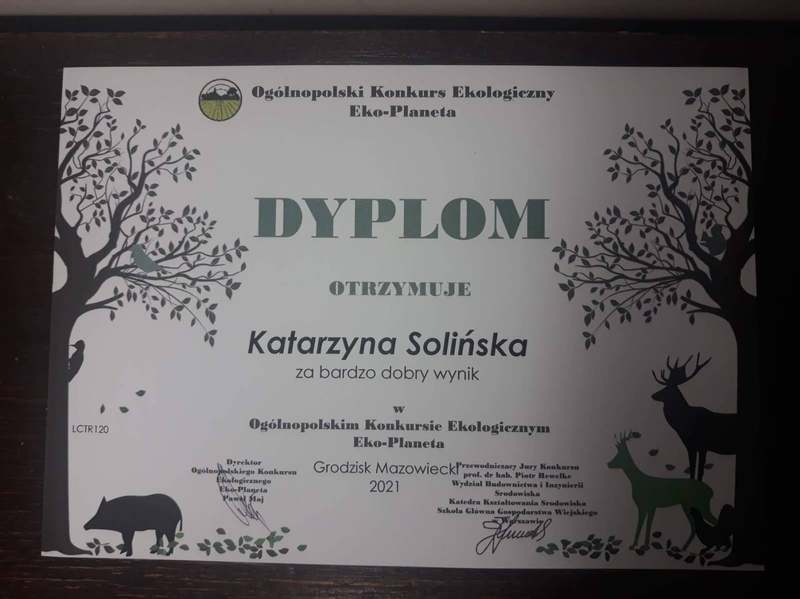 Ogólnopolski Konkurs Ekologiczny
Eko-Planeta
DYPLOM
OTRZYMUJE
Katarzyna Solińska
za bardzo dobry wynik
w
Ogólnopolskim Konkursie Ekologicznym
Eko-Planeta
LCTR120
Dyrektor
Ogólnopolskiego Konkursu
Ekologicznego
Eko-Planeta
Paweł Maj
Grodzisk Mazowiecki
2021
Przewodniczący Jury Konkursu
prof. dr hab. Piotr Hewelke
Wydział Budownictwa i Inżynierii
Środowiska
Katedra Kształtowania Środowiska
Szkoła Główna Gospodarstwa Wiejskiego
w Warszawie